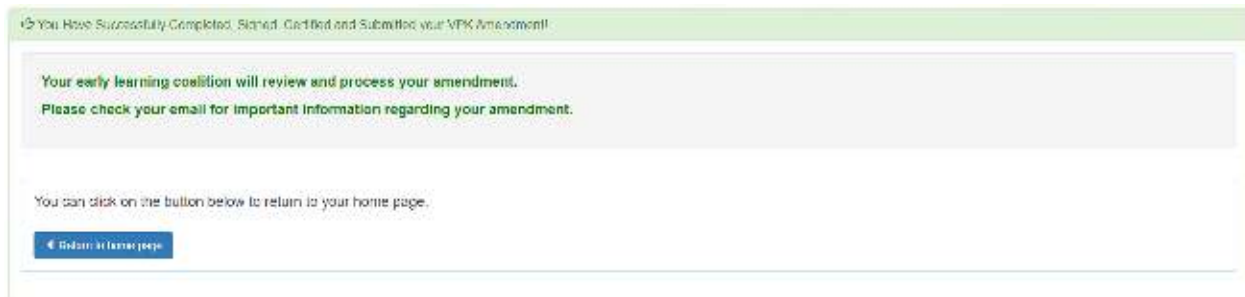 You Have Successfully Completed, Signed, Certified and Submitted your VPK Amendment!
Your early learning coalition will review and process your amendment.
Please check your email for important information regarding your amendment.
You can click on the button below to return to your home page.
Return to home page